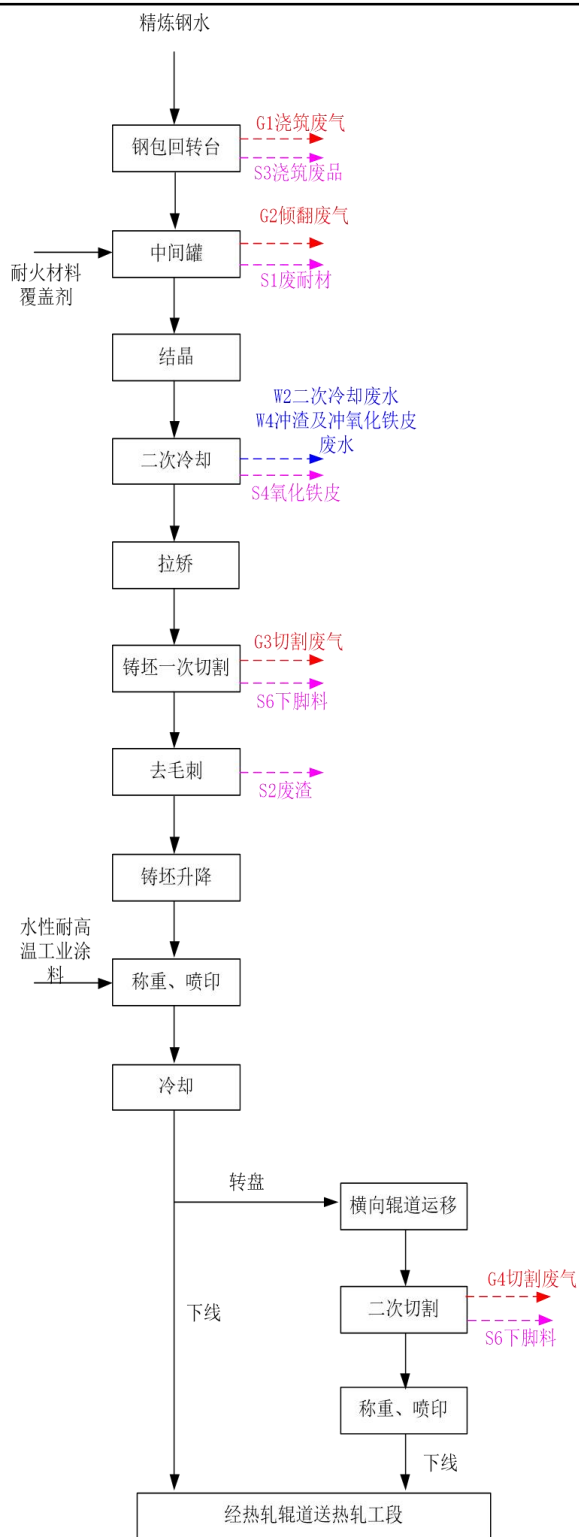 精炼钢水
G1浇筑废气
钢包回转台
S3浇筑废品
G2倾翻废气
中间罐
耐火材料
覆盖剂
S1废耐材
结晶
W2二次冷却废水
W4冲渣及冲氧化铁皮
废水
二次冷却
S4氧化铁皮
拉矫
G3切割废气
铸坯一次切割
S6下脚料
去毛刺
S2废渣
铸坯升降
水性耐高
温工业涂
料
称重、喷印
冷却
转盘
横向辊道运移
G4切割废气
下线
二次切割
S6下脚料
称重、喷印
下线
经热轧辊道送热轧工段